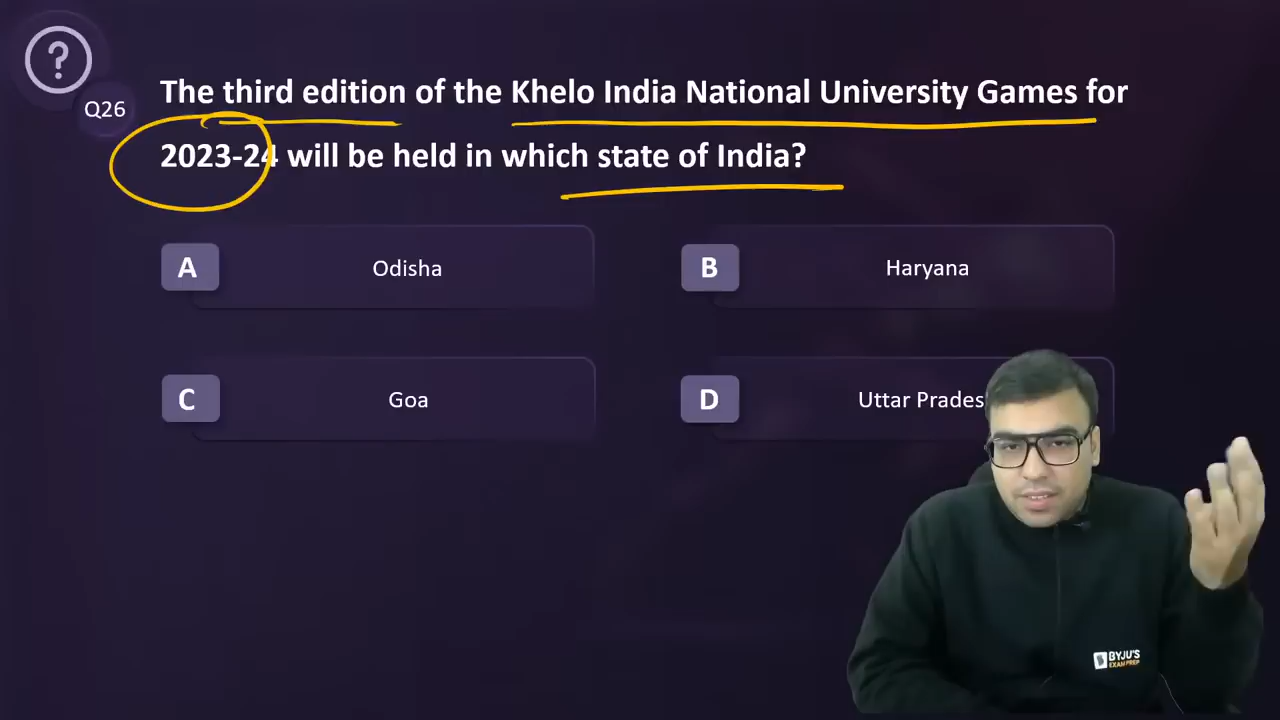 ?
Q26
The third edition of the Khelo India National University Games for
2023-24 will be held in which state of India?
A
Odisha
B
Haryana
C
Goa
D
Uttar Prades
BYJU'S
EXAM PREP